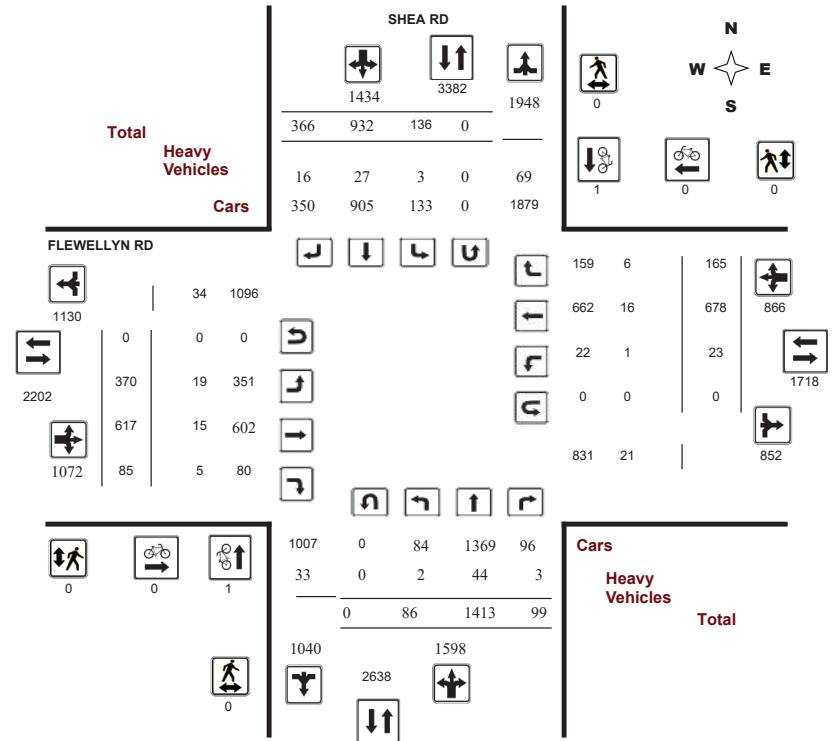 SHEA RD
N
W E
S
3382
1434
1948
0
366 932 136 0
Total
Heavy
Vehicles
Cars
16 27 3 0 69
350 905 133 0 1879
1 0 0
FLEWELLYN RD
1130
34 1096
0 0 0
2202
370 19 351
617 15 602
1072 85 5 80
159 6 165
662 16 678 866
22 1 23
1718
0 0 0
831 21 852
1007 0 84 1369 96
33 0 2 44 3
0 86 1413 99
1040 1598
2638
Cars
Heavy
Vehicles
Total
0 0 1
0